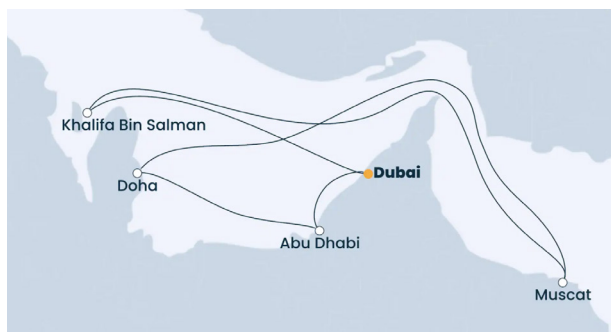 Khalifa Bin Salman
Doha
Dubai
Abu Dhabi
Muscat